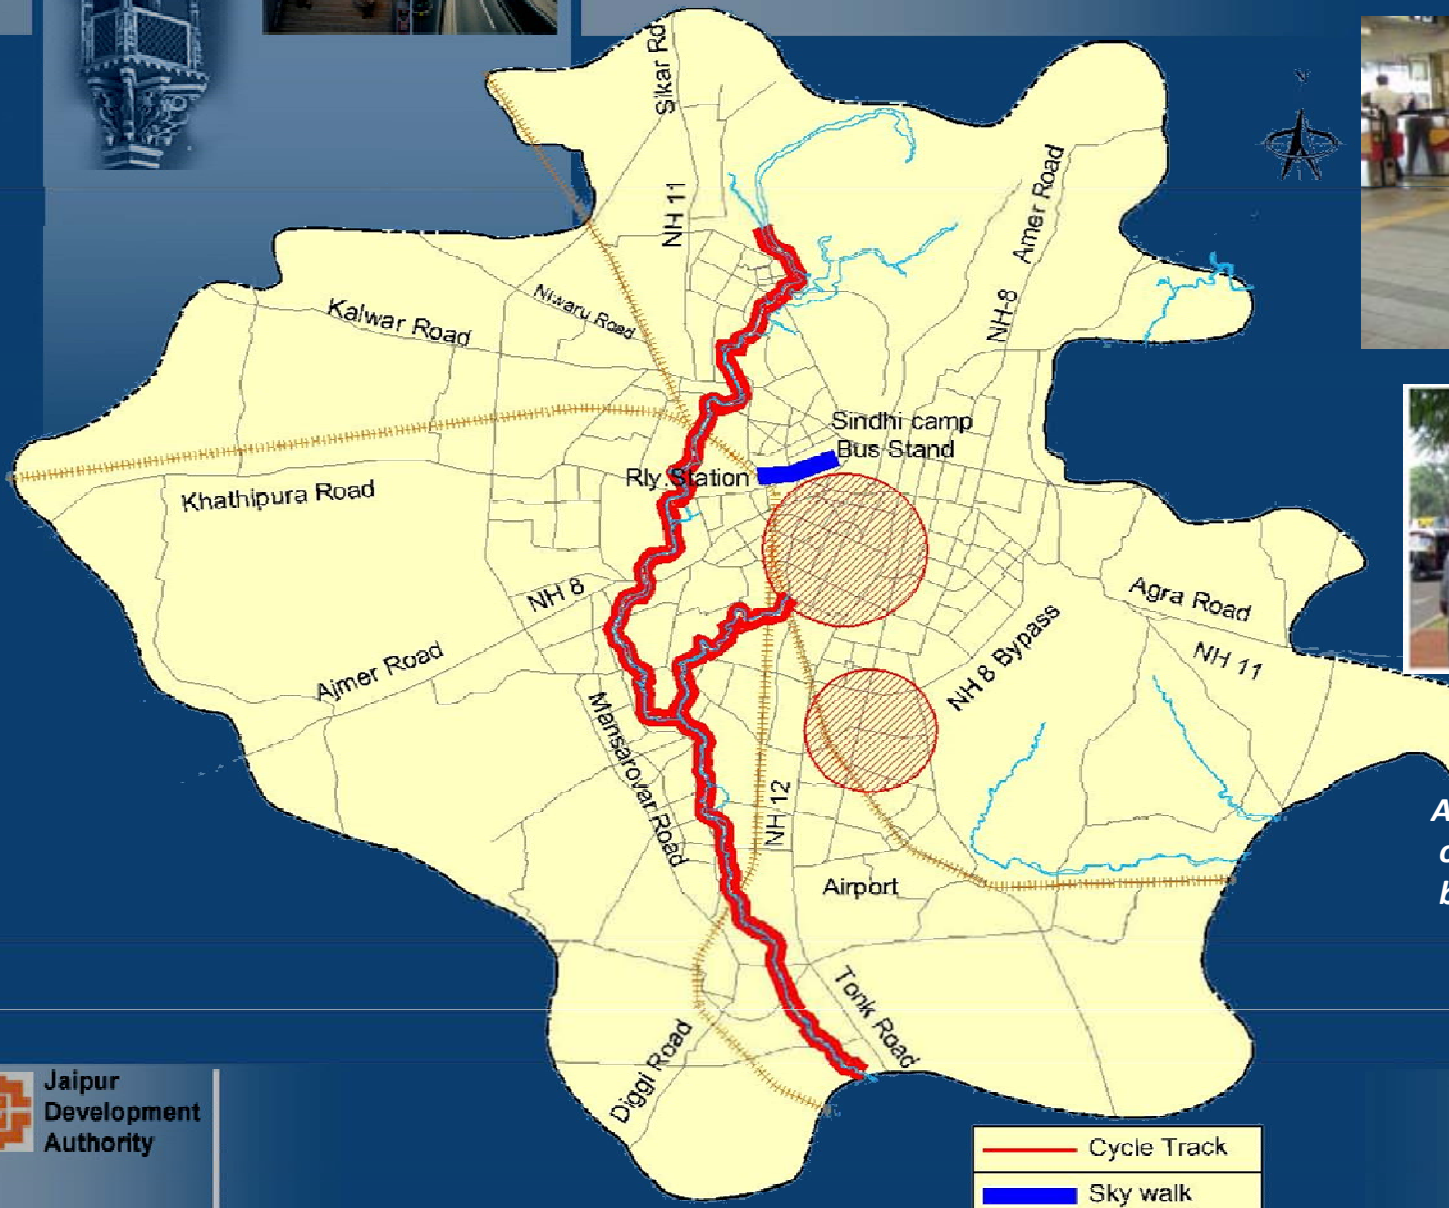 Sikar Rd
NH 11
Amer Road
NH-8
Niwaru Road
Kalwar Road
Sindhi camp
Bus Stand
Rly.Station
Khathipura Road
NH 8
Agra Road
NH 11
NH 8 Bypass
Ajmer Road
Mansarovar Road
NH 12
Airport
Tonk Road
Diggi Road
Jaipur
Development
Authority
Cycle Track
Sky walk